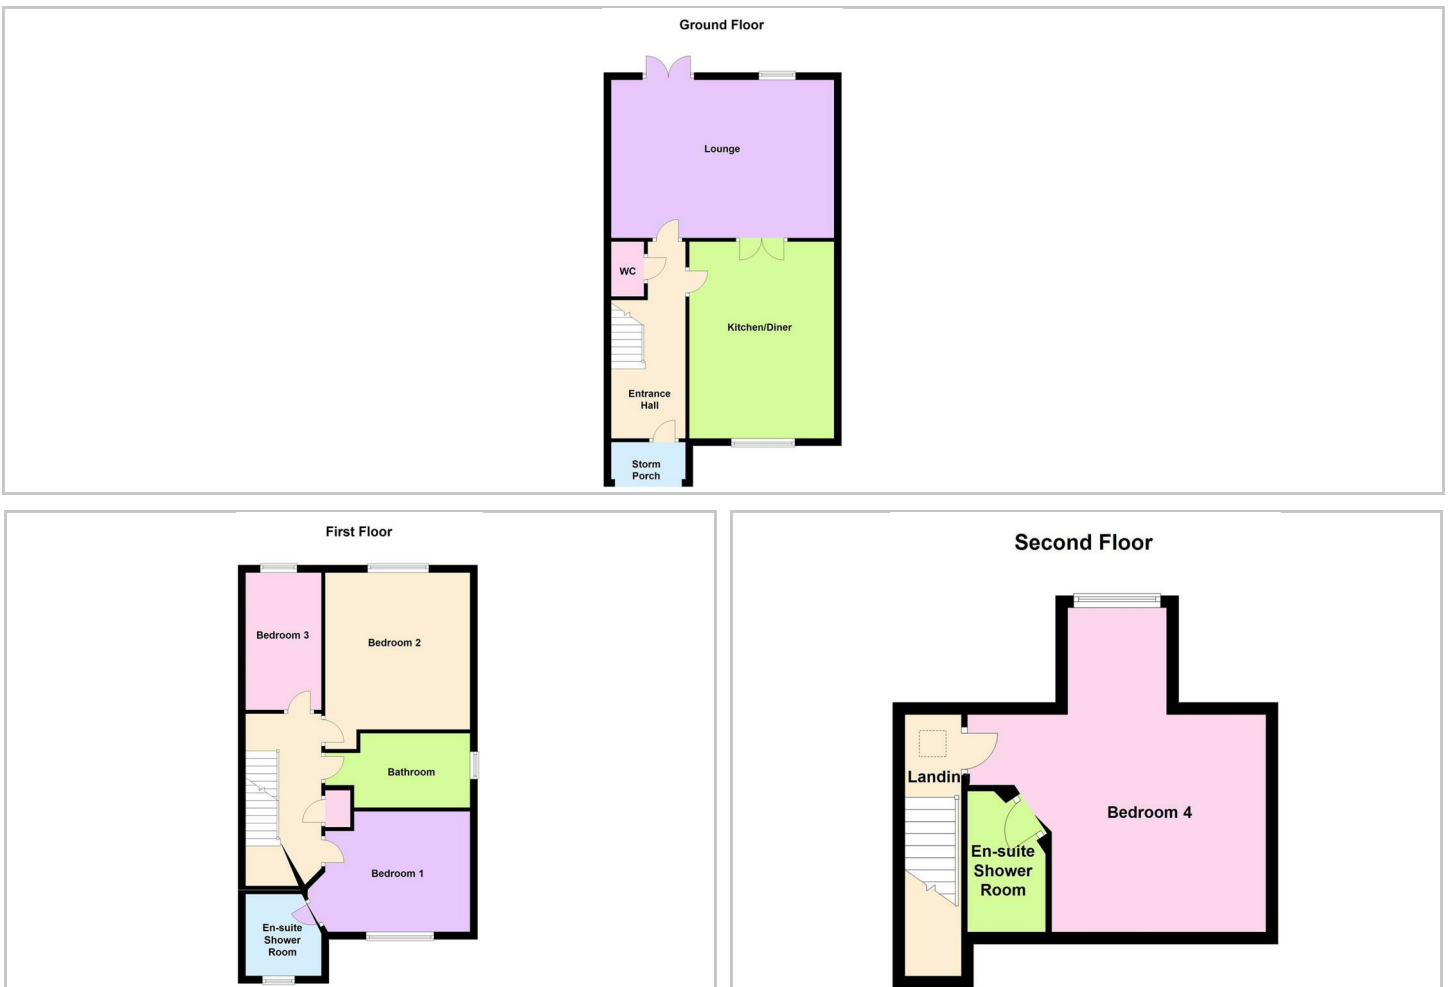 Ground Floor
Lounge
WC
Kitchen/Diner
Entrance
Hall
Storm
Porch
First Floor
Bedroom 3
Bedroom 2
Bathroom
Bedroom 1
En-suite
Shower
Room
Second Floor
Landin
Bedroom 4
En-suite
Shower
Room